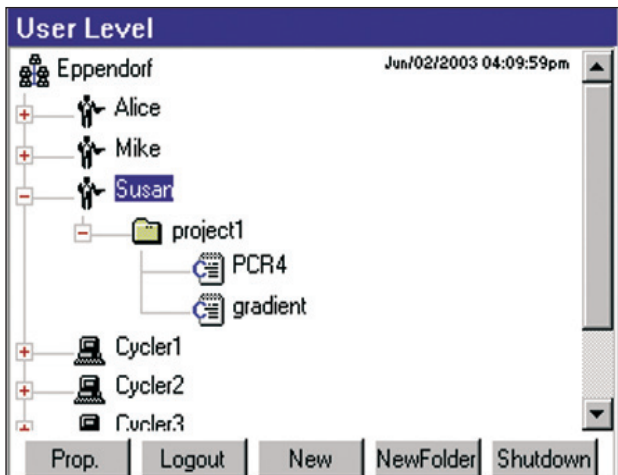 User Level
Eppendorf Jun/02/2003 04:09:59pm
Alice
Mike
Susan
project1
PCR4
gradient
Cycler1
Cycler2
Cycler3
Prop. Logout New NewFolder Shutdown